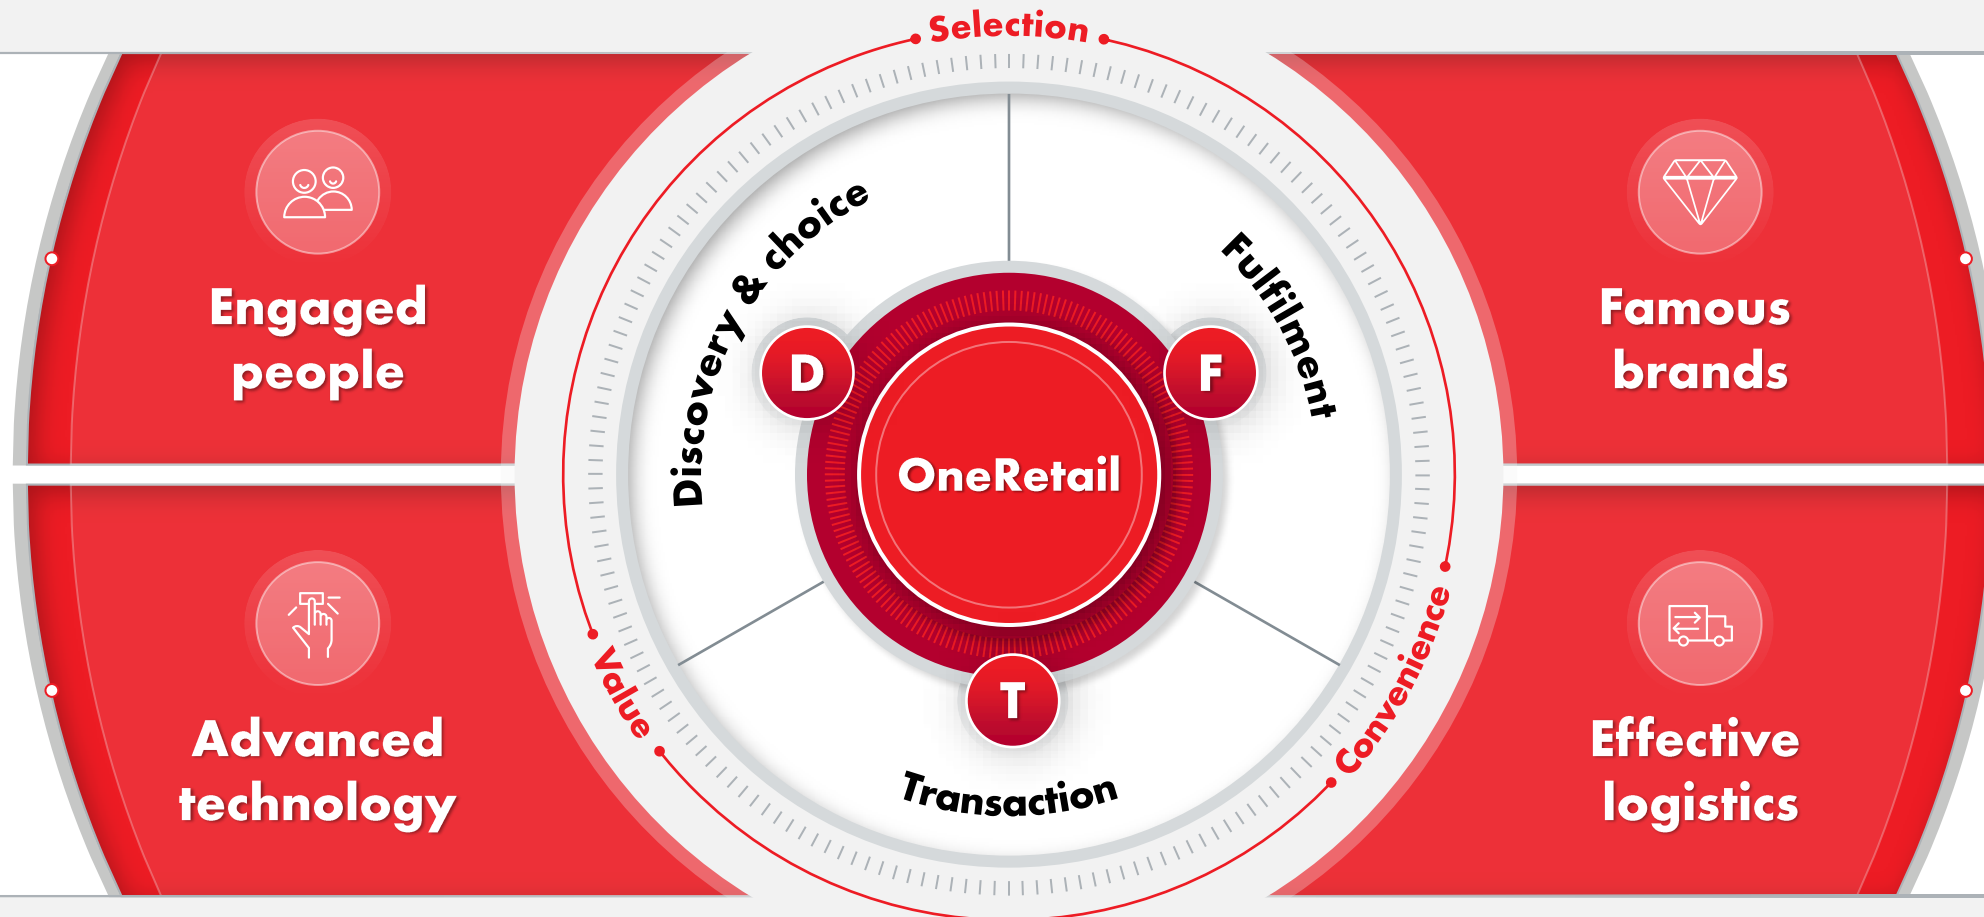 Selection
Engaged
people
Discovery & choice
Fulfilment
Famous
brands
D
F
OneRetail
Advanced
technology
Value
T
Transaction
Convenience
Effective
logistics